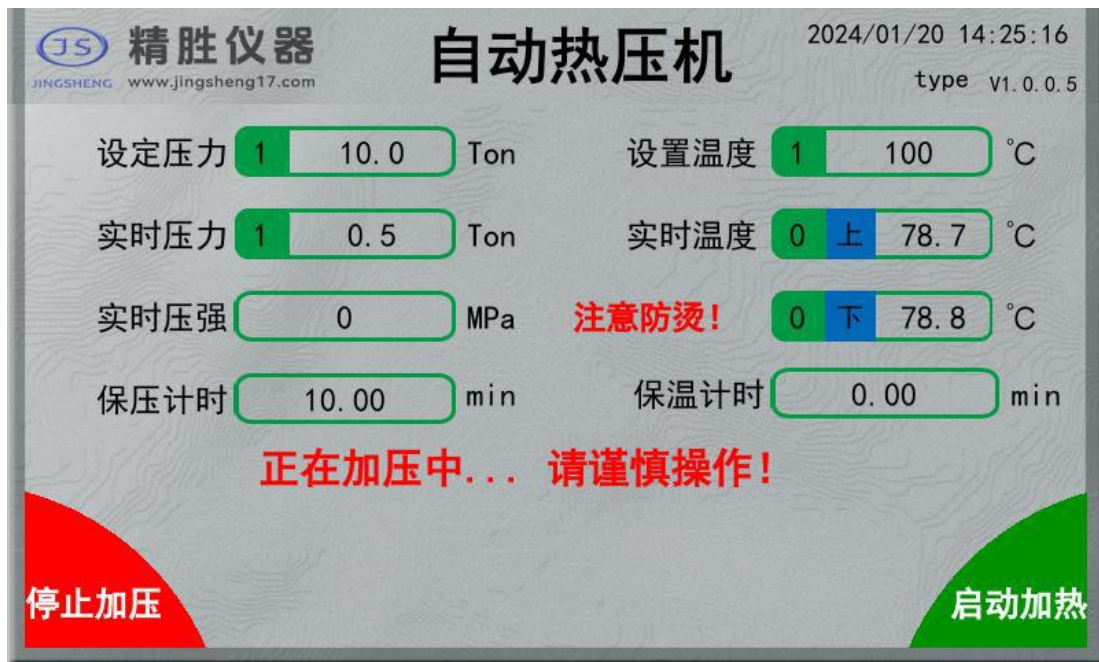 JS 精胜仪器 自动热压机 2024/01/20 14:25:16
JINGSHENG www.jingsheng17.com type V1.0.0.5
设定压力 1 10.0 Ton 设置温度 1 100 ℃
实时压力 1 0.5 Ton 实时温度 0 上 78.7 ℃
实时压强 0 MPa 注意防烫! 0 下 78.8 ℃
保压计时 10.00 min 保温计时 0.00 min
正在加压中... 请谨慎操作!
停止加压 启动加热